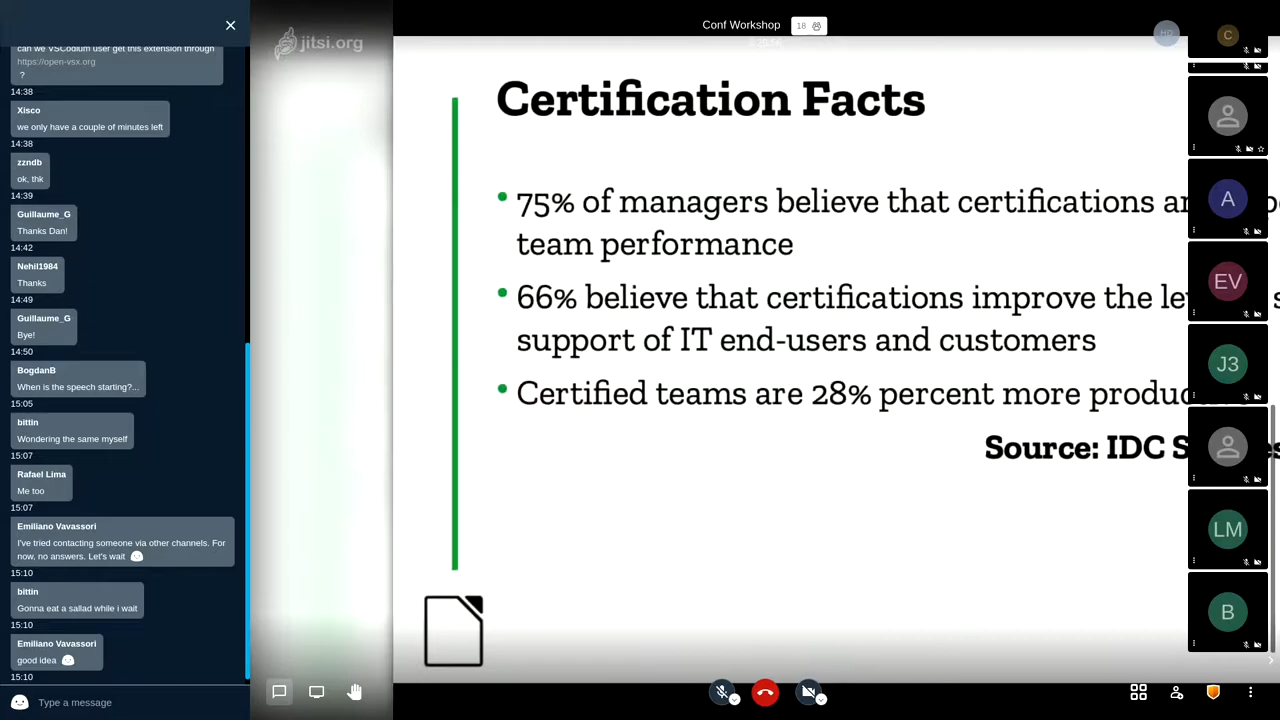 can we VSCodium user get this extension through
https://open-vsx.org
?
14:38
Xisco
we only have a couple of minutes left
14:38
zzndb
ok, thk
14:39
Guillaume_G
Thanks Dan!
14:42
Nehil1984
Thanks
14:49
Guillaume_G
Bye!
14:50
BogdanB
When is the speech starting?...
15:05
bittin
Wondering the same myself
15:07
Rafael Lima
Me too
15:07
Emiliano Vavassori
I've tried contacting someone via other channels. For
now, no answers. Let's wait
15:10
bittin
Gonna eat a sallad while i wait
15:10
Emiliano Vavassori
good idea
15:10
Type a message
jitsi.org
Conf Workshop
18
Certification Facts
75% of managers believe that certifications
team performance
66% believe that certifications improve the
support of IT end-users and customers
Certified teams are 28% percent more
Source: IDC
HO
C
A
EV
J3
LM
B